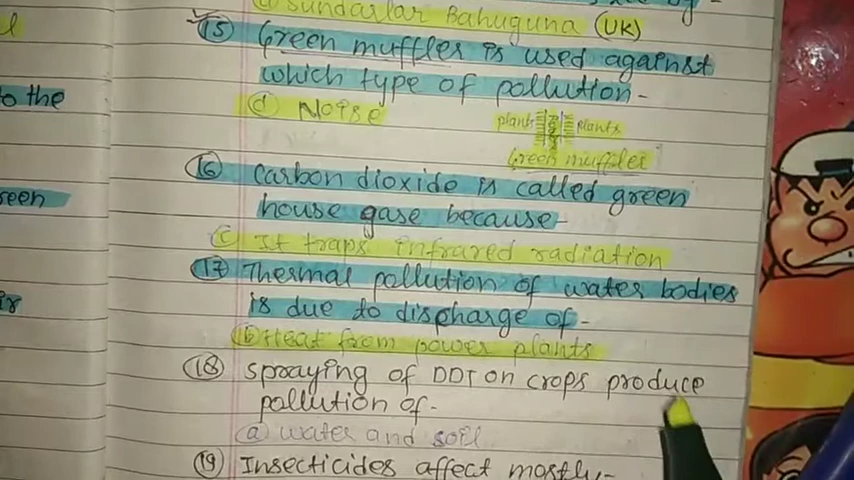 Sundarlar Bahuguna (UK)
15 Green muffles is used against
which type of pollution-
d Noise
plants plants
Green muffler
16 Carbon dioxide is called green
house gase because-
c It traps infrared radiation
17 Thermal pollution of water bodies
is due to discharge of-
b Heat from power plants
18 spraying of DDT on crops produce
pollution of-
a water and soil
19 Insecticides affect mostly-
to the
reen